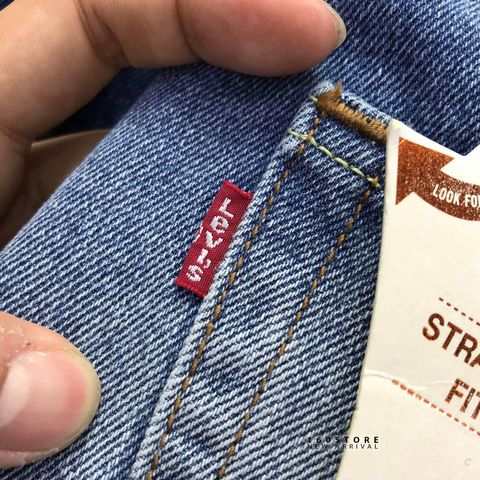 LeVI'S
LOOK FO
STRA
FIT
160STORE
NEW ARRIVAL